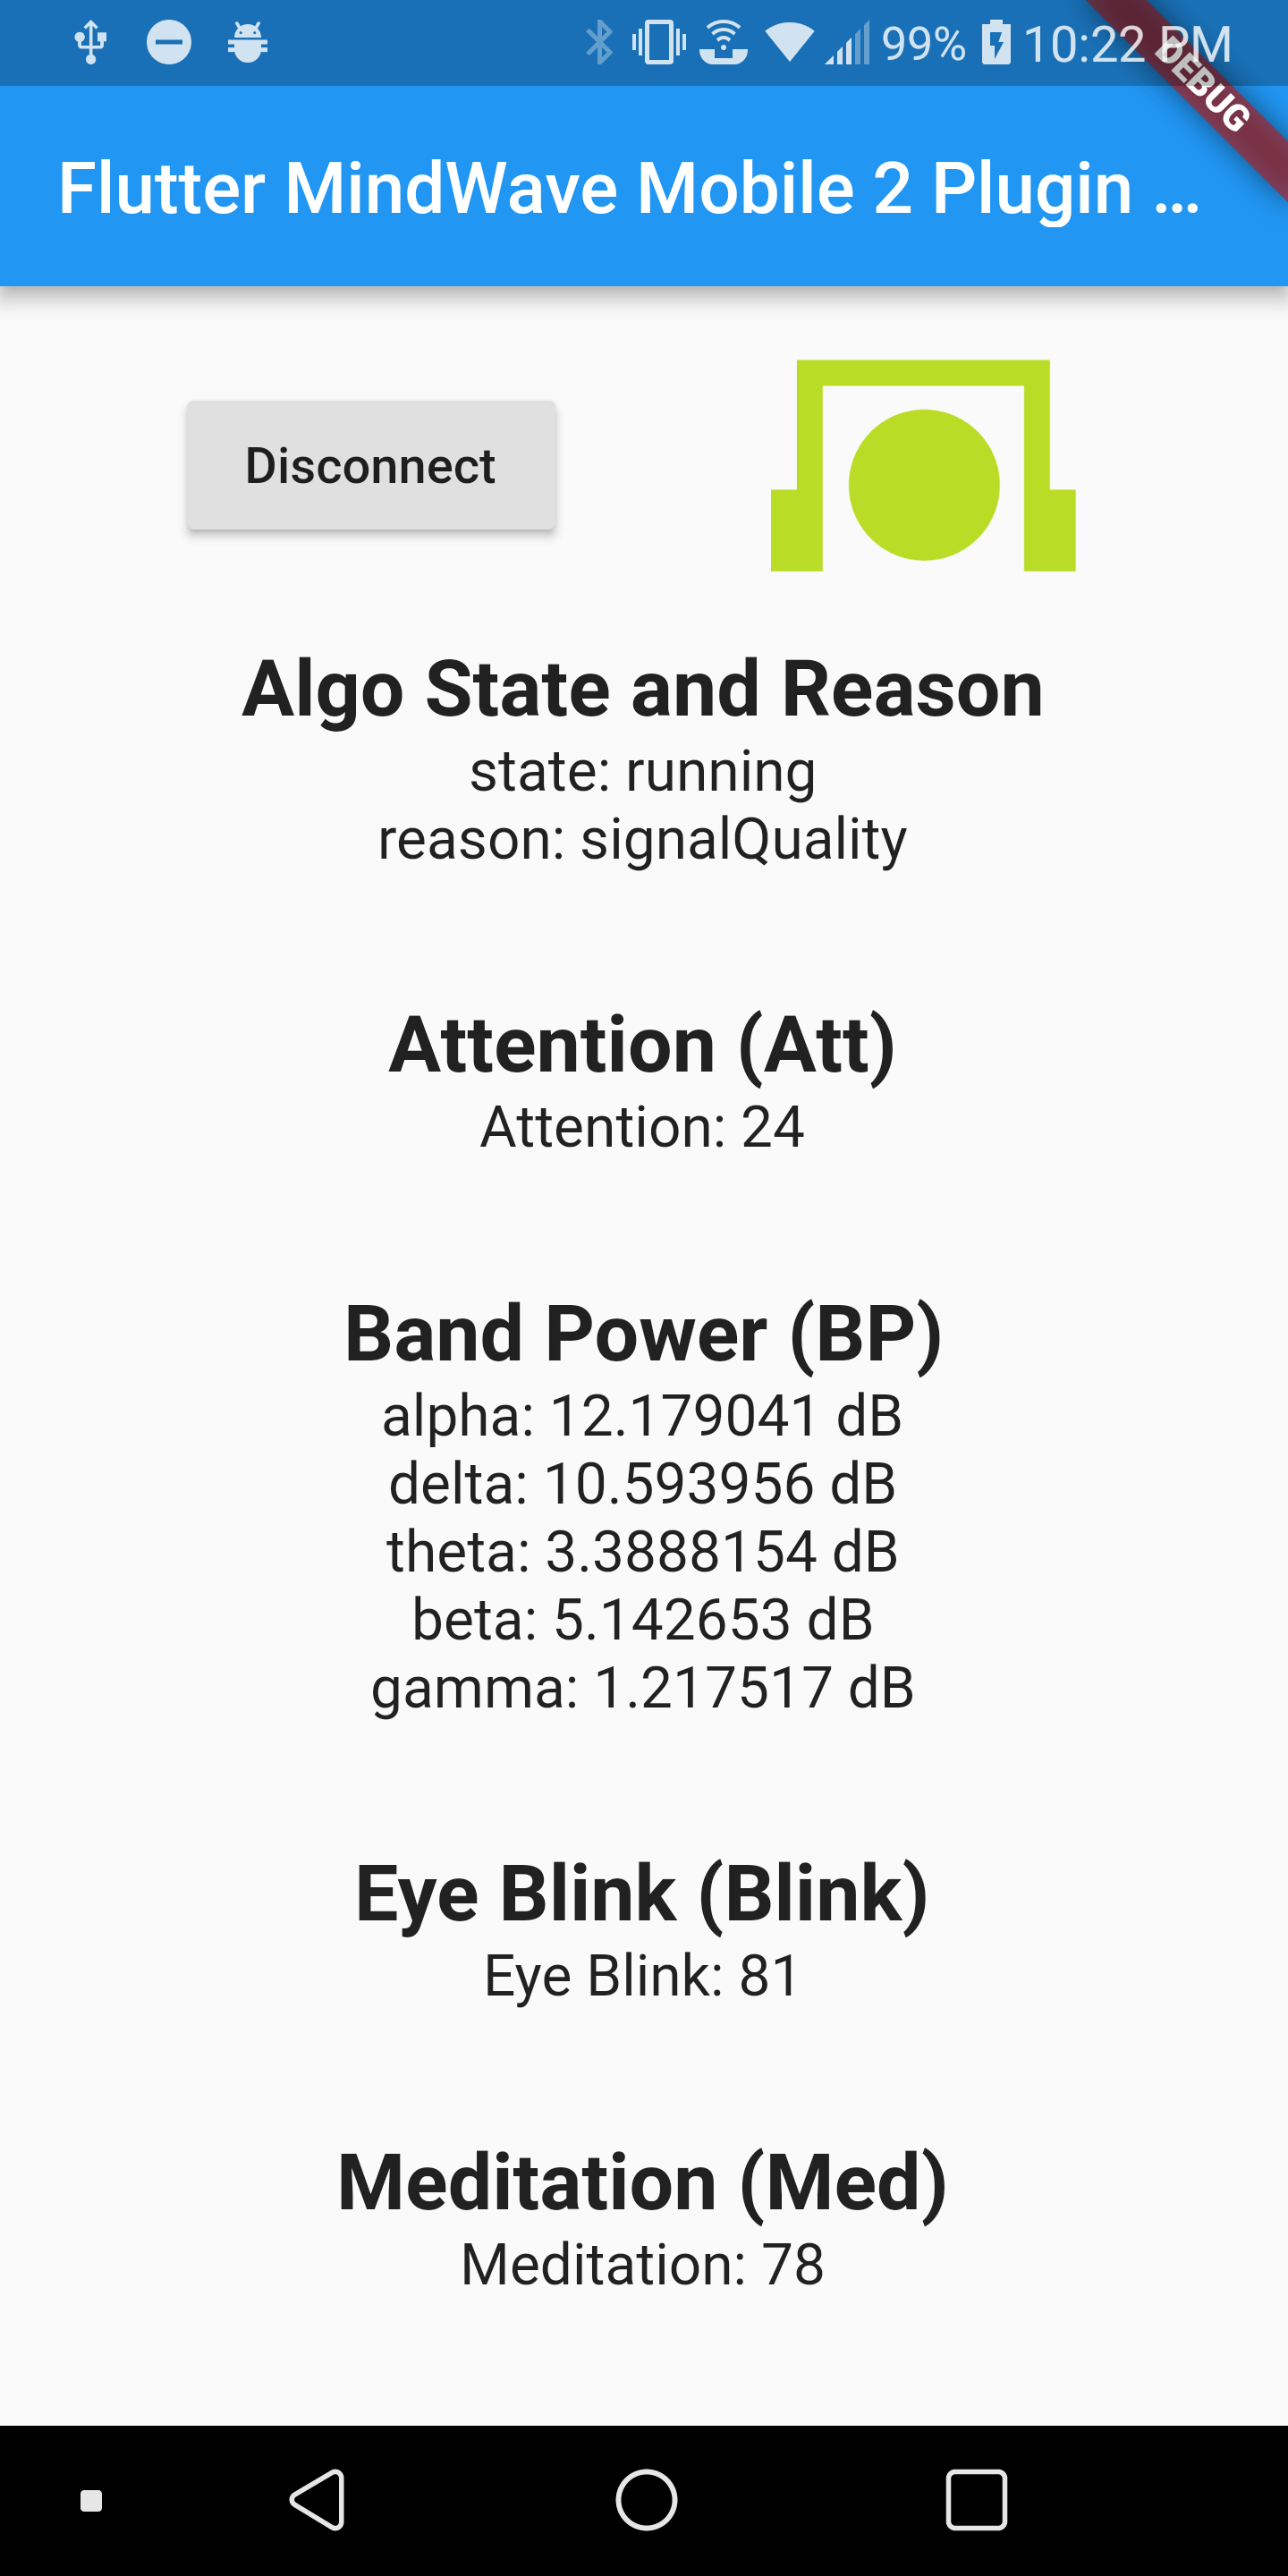 99% 10:22 PM
DEBUG
Flutter MindWave Mobile 2 Plugin ...
Disconnect
Algo State and Reason
state: running
reason: signalQuality
Attention (Att)
Attention: 24
Band Power (BP)
alpha: 12.179041 dB
delta: 10.593956 dB
theta: 3.3888154 dB
beta: 5.142653 dB
gamma: 1.217517 dB
Eye Blink (Blink)
Eye Blink: 81
Meditation (Med)
Meditation: 78